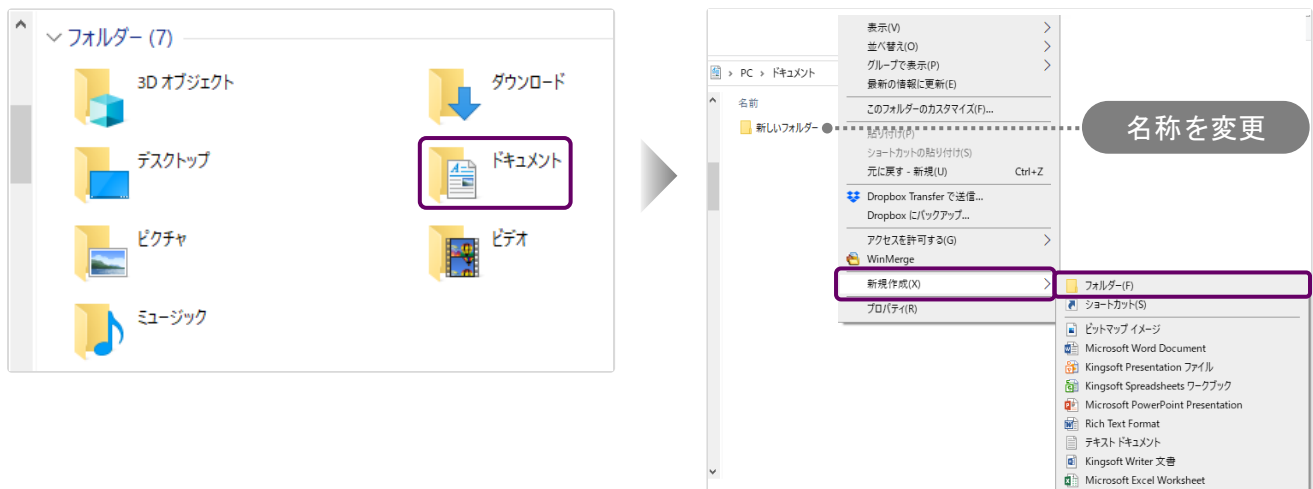 フォルダー (7)
3D オブジェクト
ダウンロード
デスクトップ
ドキュメント
ピクチャ
ビデオ
ミュージック
PC › ドキュメント
名前
新しいフォルダー
表示(V)
並べ替え(O)
グループで表示(P)
最新の情報に更新(E)
このフォルダーのカスタマイズ(F)...
貼り付け(P)
ショートカットの貼り付け(S)
元に戻す - 新規(U) Ctrl+Z
Dropbox Transfer で送信...
Dropbox にバックアップ...
アクセスを許可する(G)
WinMerge
新規作成(X)
プロパティ(R)
名称を変更
フォルダー(F)
ショートカット(S)
ビットマップ イメージ
Microsoft Word Document
Kingsoft Presentation ファイル
Kingsoft Spreadsheets ワークブック
Microsoft PowerPoint Presentation
Rich Text Format
テキスト ドキュメント
Kingsoft Writer 文書
Microsoft Excel Worksheet